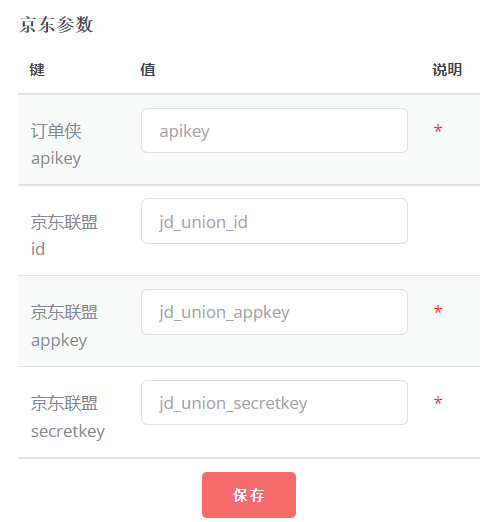 京东参数
键 值 说明
订单侠 apikey *
apikey
京东联盟 jd_union_id
id
京东联盟 jd_union_appkey *
appkey
京东联盟 jd_union_secretkey *
secretkey
保存